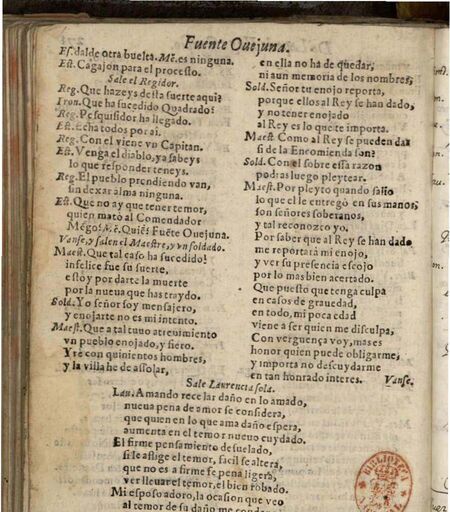 Fuente Ouejuna.
Es. dalde otra buelta. Mẽ. es ninguna.
Est. Cagajon para el proceſſo.
Sale el Regidor.
Reg. Que hazeys deſta ſuerte aqui?
Fron. Que ha ſucedido Quadrado?
Reg. Peſquiſidor ha llegado.
Eſt. Echa todos por ai.
Reg. Con el viene vn Capitan.
Eſt. Venga el diablo, ya ſabeys
lo que reſponder teneys.
Reg. El pueblo prendiendo van,
ſin dexar alma ninguna.
Eſt. Que no ay que tener temor,
quien mató al Comendador
Mẽgo? Mẽ. Quiẽ? Fuẽte Ouejuna.
Vanſe, y ſalen el Maeſtre, y vn ſoldado.
Maeſt. Que tal caſo ha ſucedido?
infelice fue ſu ſuerte,
eſtoy por darte la muerte
por la nueua que has traydo.
Sold. Yo ſeñor ſoy menſajero,
y enojarte no es mi intento.
Maeſt. Que a tal tuuo atreuimiento
vn pueblo enojado, y fiero.
Yrè con quinientos hombres,
y la villa he de aſſolar,
en ella no ha de quedar,
ni aun memoria de los nombres,
Sold. Señor tu enojo reporta,
porque ellos al Rey ſe han dado,
y no tener enojado
al Rey es lo que te importa.
Maeſt. Como al Rey ſe pueden dar
ſi de la Encomienda ſon?
Sold. Con el ſobre eſſa razon
podras luego pleytear.
Maeſt. Por pleyto quando ſalio
lo que el le entregò en ſus manos,
ſon ſeñores ſoberanos,
y tal reconozco yo.
Por ſaber que al Rey ſe han dado
me reportarà mi enojo,
y ver ſu preſencia eſcojo
por lo mas bien acertado.
Que pueſto que tenga culpa
en caſos de grauedad,
en todo, mi poca edad
viene a ſer quien me diſculpa,
Con verguença voy, mas es
honor quien puede obligarme,
y importa no deſcuydarme
en tan honrado interes. Vanſe.
Sale Laurencia ſola.
Lau. Amando recelar daño en lo amado,
nueua pena de amor ſe conſidera,
que quien en lo que ama daño eſpera,
aumenta en el temor nueuo cuydado.
El firme penſamiento deſuelado,
ſi le aflige el temor, facil ſe altera,
que no es a firme fe pena ligera,
ver lleuar el temor, el bien robado.
Mi eſpoſo adoro, la ocaſion que veo
al temor de ſu daño me